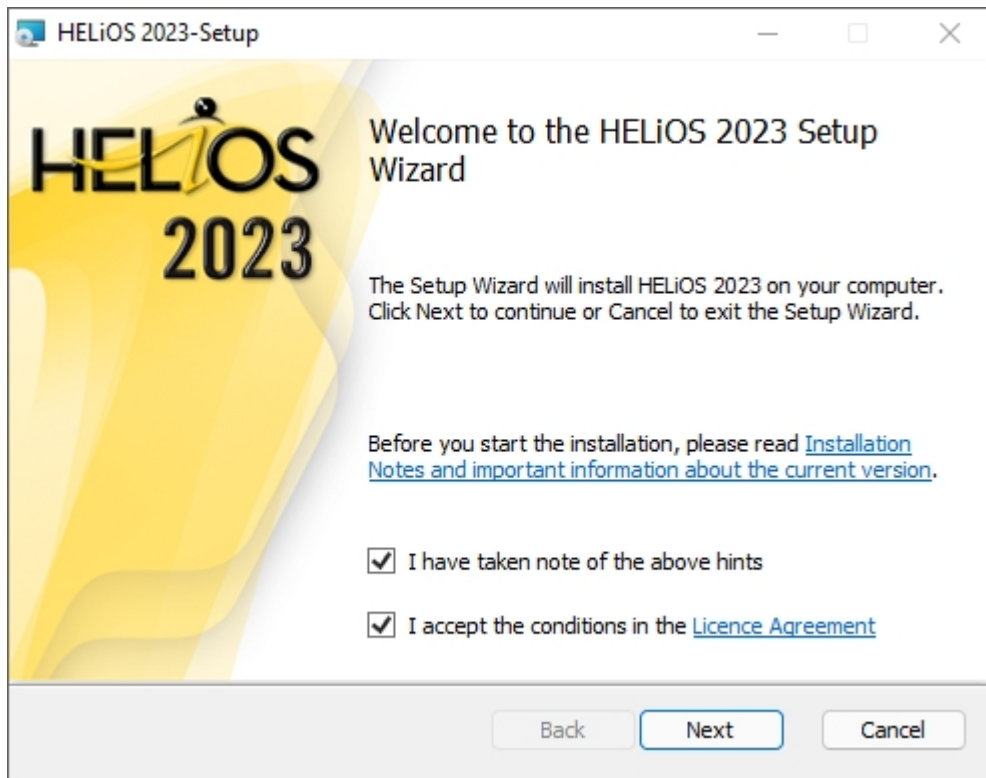 HELiOS 2023-Setup
HELiOS
2023
Welcome to the HELiOS 2023 Setup
Wizard
The Setup Wizard will install HELiOS 2023 on your computer.
Click Next to continue or Cancel to exit the Setup Wizard.
Before you start the installation, please read Installation
Notes and important information about the current version.
I have taken note of the above hints
I accept the conditions in the Licence Agreement
Back Next Cancel